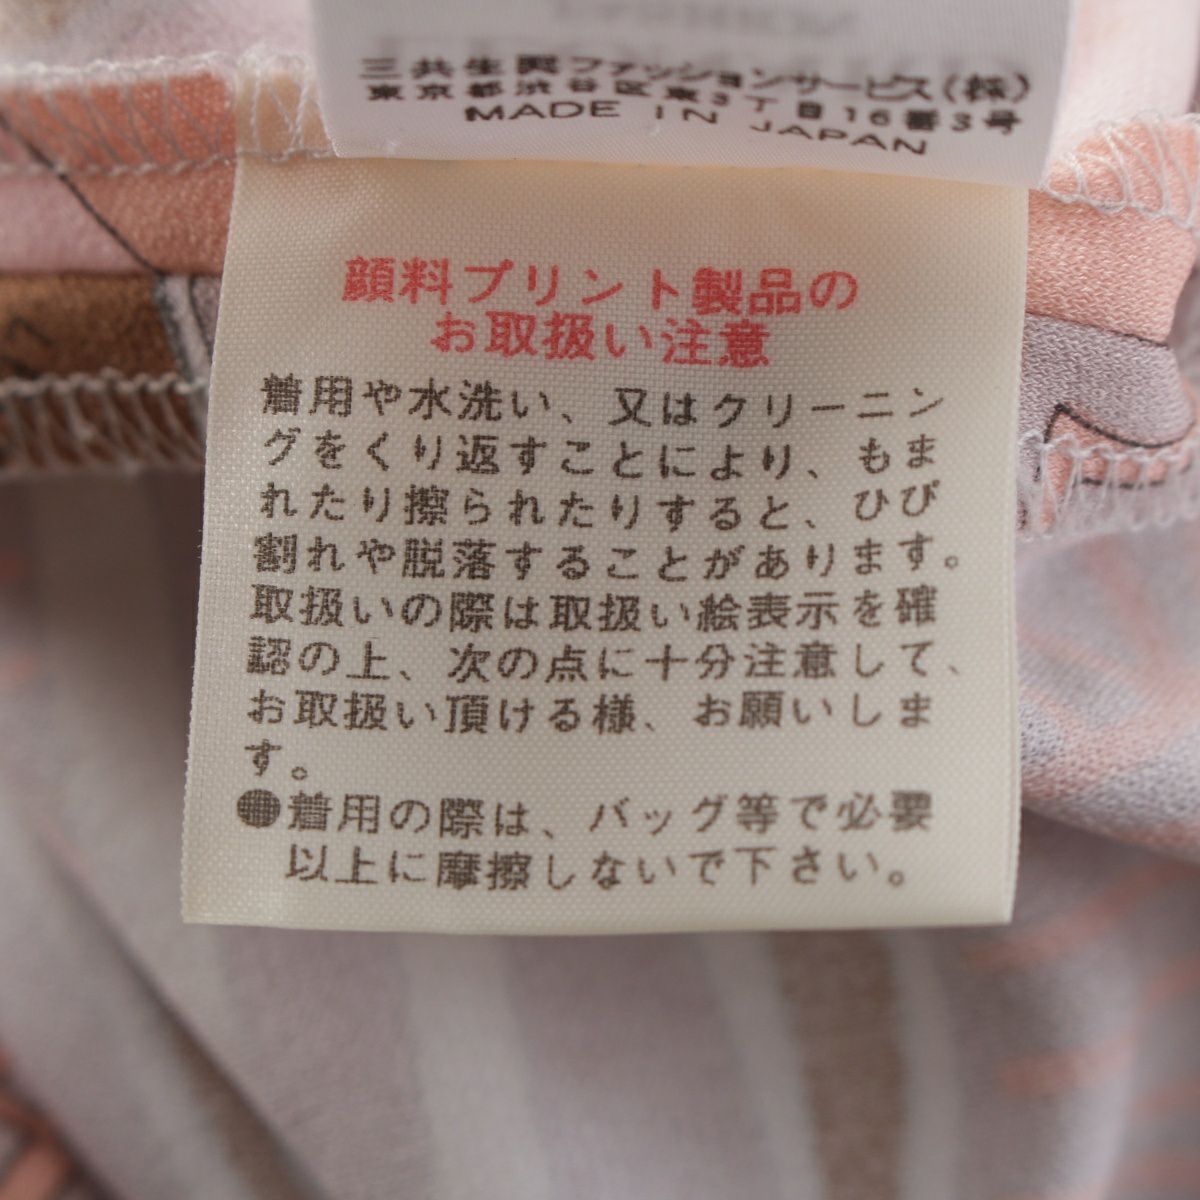 三共生興ファッションサービス(株)
東京都渋谷区東3丁目16番3号
MADE IN JAPAN
顔料プリント製品の
お取扱い注意
着用や水洗い、又はクリーニン
グをくり返すことにより、もま
れたり擦られたりすると、ひび
割れや脱落することがあります。
取扱いの際は取扱い絵表示を確
認の上、次の点に十分注意して、
お取扱い頂ける様、お願いしま
す。
●着用の際は、バッグ等で必要
以上に摩擦しないで下さい。